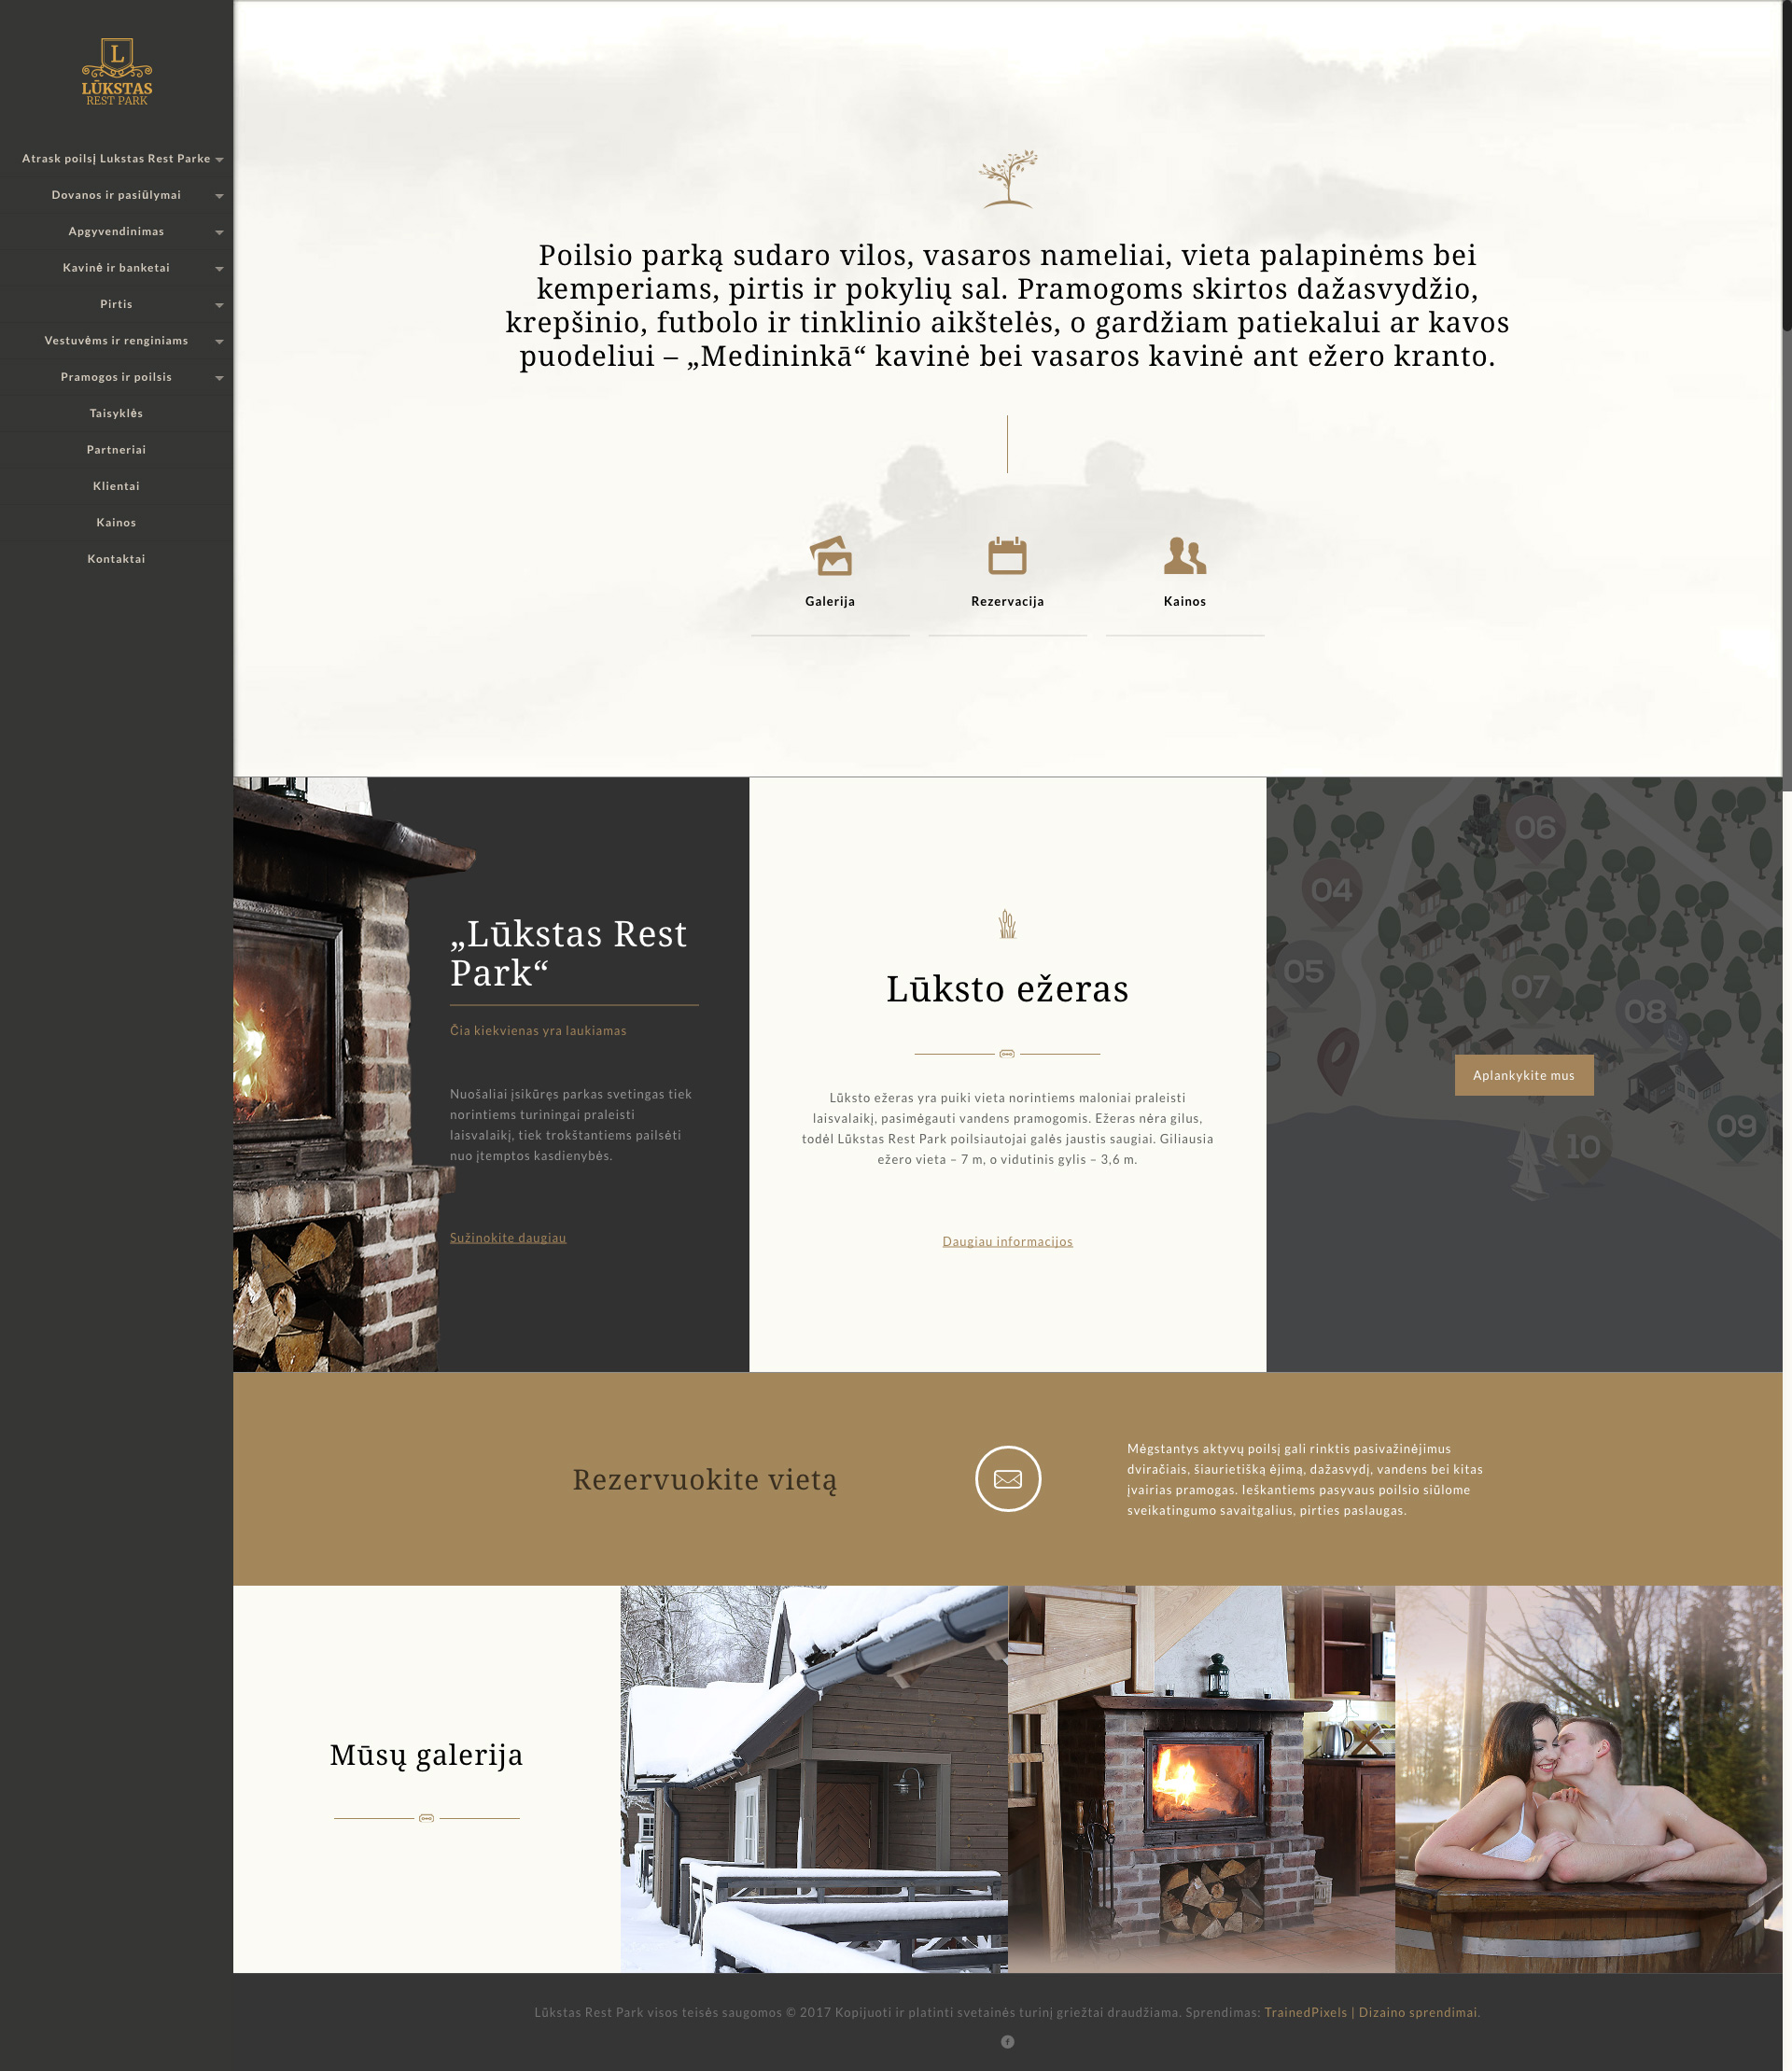 L
LŪKSTAS
REST PARK
Atrask poilsį Lukstas Rest Parke
Dovanos ir pasiūlymai
Apgyvendinimas
Kavinė ir banketai
Pirtis
Vestuvėms ir renginiams
Pramogos ir poilsis
Taisyklės
Partneriai
Klientai
Kainos
Kontaktai
Poilsio parką sudaro vilos, vasaros nameliai, vieta palapinėms bei
kemperiams, pirtis ir pokylių sal. Pramogoms skirtos dažasvydžio,
krepšinio, futbolo ir tinklinio aikštelės, o gardžiam patiekalui ar kavos
puodeliui – „Medininkā“ kavinė bei vasaros kavinė ant ežero kranto.
Galerija
Rezervacija
Kainos
„Lūkstas Rest
Park“
Čia kiekvienas yra laukiamas
Nuošaliai įsikūręs parkas svetingas tiek
norintiems turiningai praleisti
laisvalaikį, tiek trokštantiems pailsėti
nuo įtemptos kasdienybės.
Sužinokite daugiau
Lūksto ežeras
Lūksto ežeras yra puiki vieta norintiems maloniai praleisti
laisvalaikį, pasimėgauti vandens pramogomis. Ežeras nėra gilus,
todėl Lūkstas Rest Park poilsiautojai galės jaustis saugiai. Giliausia
ežero vieta – 7 m, o vidutinis gylis – 3,6 m.
Daugiau informacijos
06
04
05
07
08
Aplankykite mus
09
10
Rezervuokite vietą
Mėgstantys aktyvų poilsį gali rinktis pasivažinėjimus
dviračiais, šiaurietišką ėjimą, dažasvydį, vandens bei kitas
įvairias pramogas. Ieškantiems pasyvaus poilsio siūlome
sveikatingumo savaitgalius, pirties paslaugas.
Mūsų galerija
Lūkstas Rest Park visos teisės saugomos © 2017 Kopijuoti ir platinti svetainės turinį griežtai draudžiama. Sprendimas: TrainedPixels | Dizaino sprendimai.